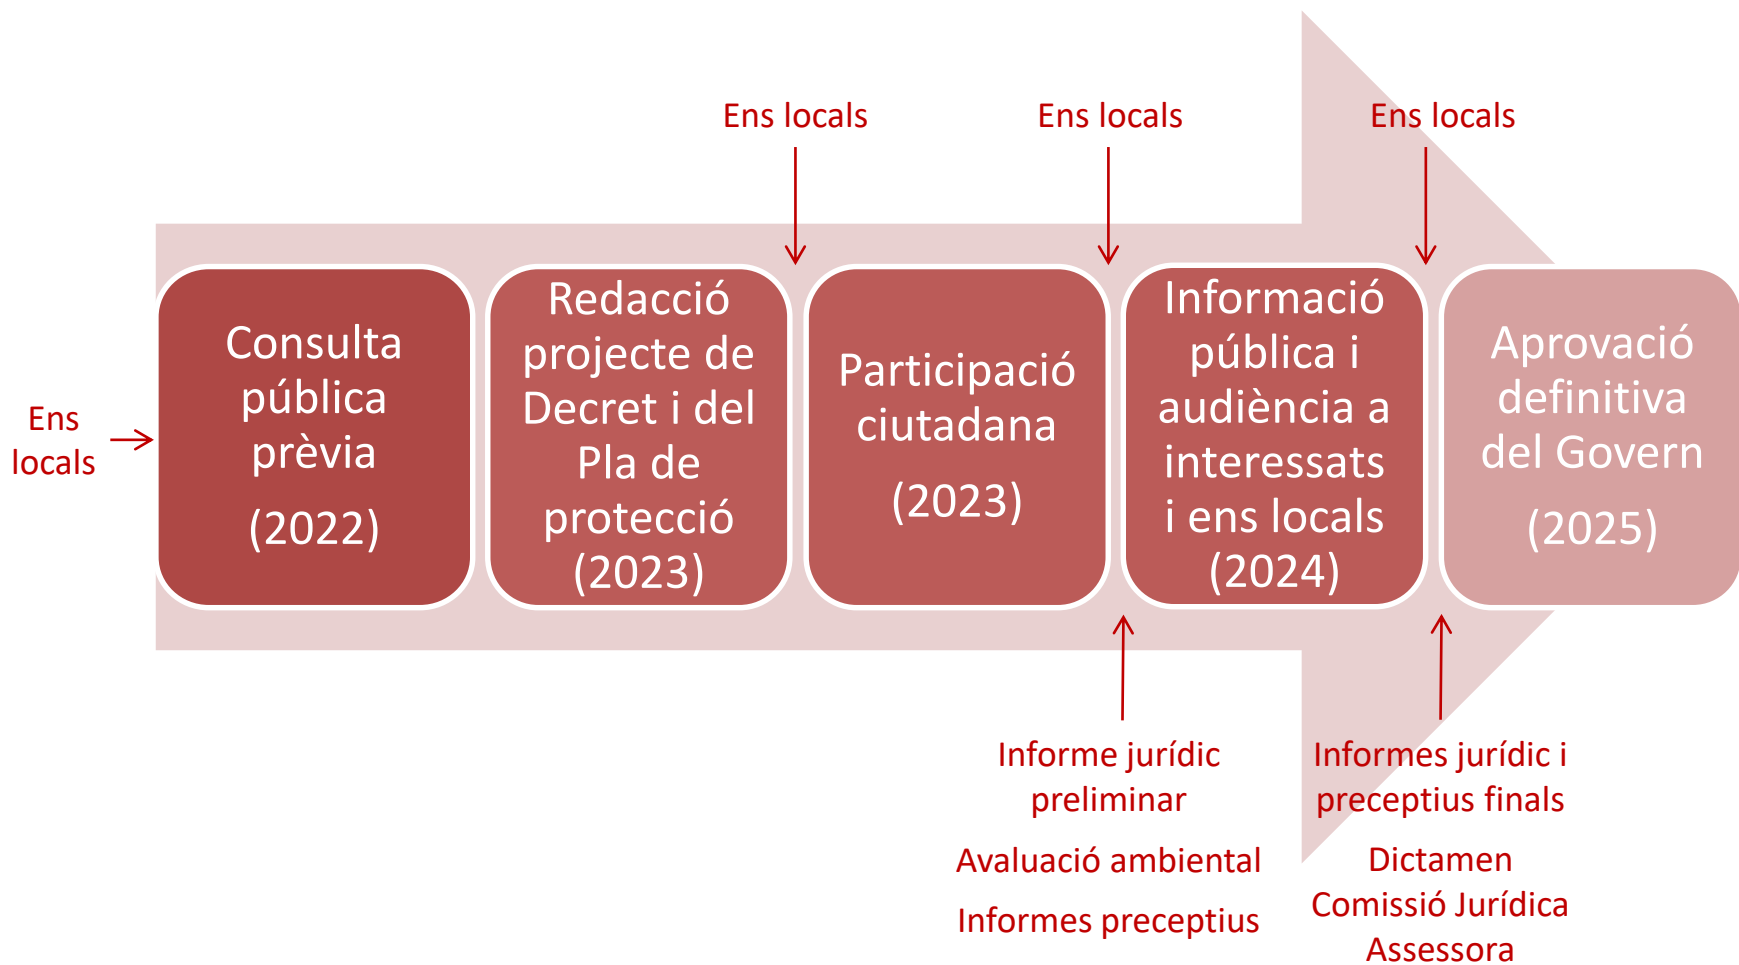 Ens locals
Ens locals
Ens locals
Ens
locals
Consulta
pública
prèvia
(2022)
Redacció
projecte de
Decret i del
Pla de
protecció
(2023)
Participació
ciutadana
(2023)
Informació
pública i
audiència a
interessats
i ens locals
(2024)
Aprovació
definitiva
del Govern
(2025)
Informe jurídic
preliminar
Avaluació ambiental
Informes preceptius
Informes jurídic i
preceptius finals
Dictamen
Comissió Jurídica
Assessora